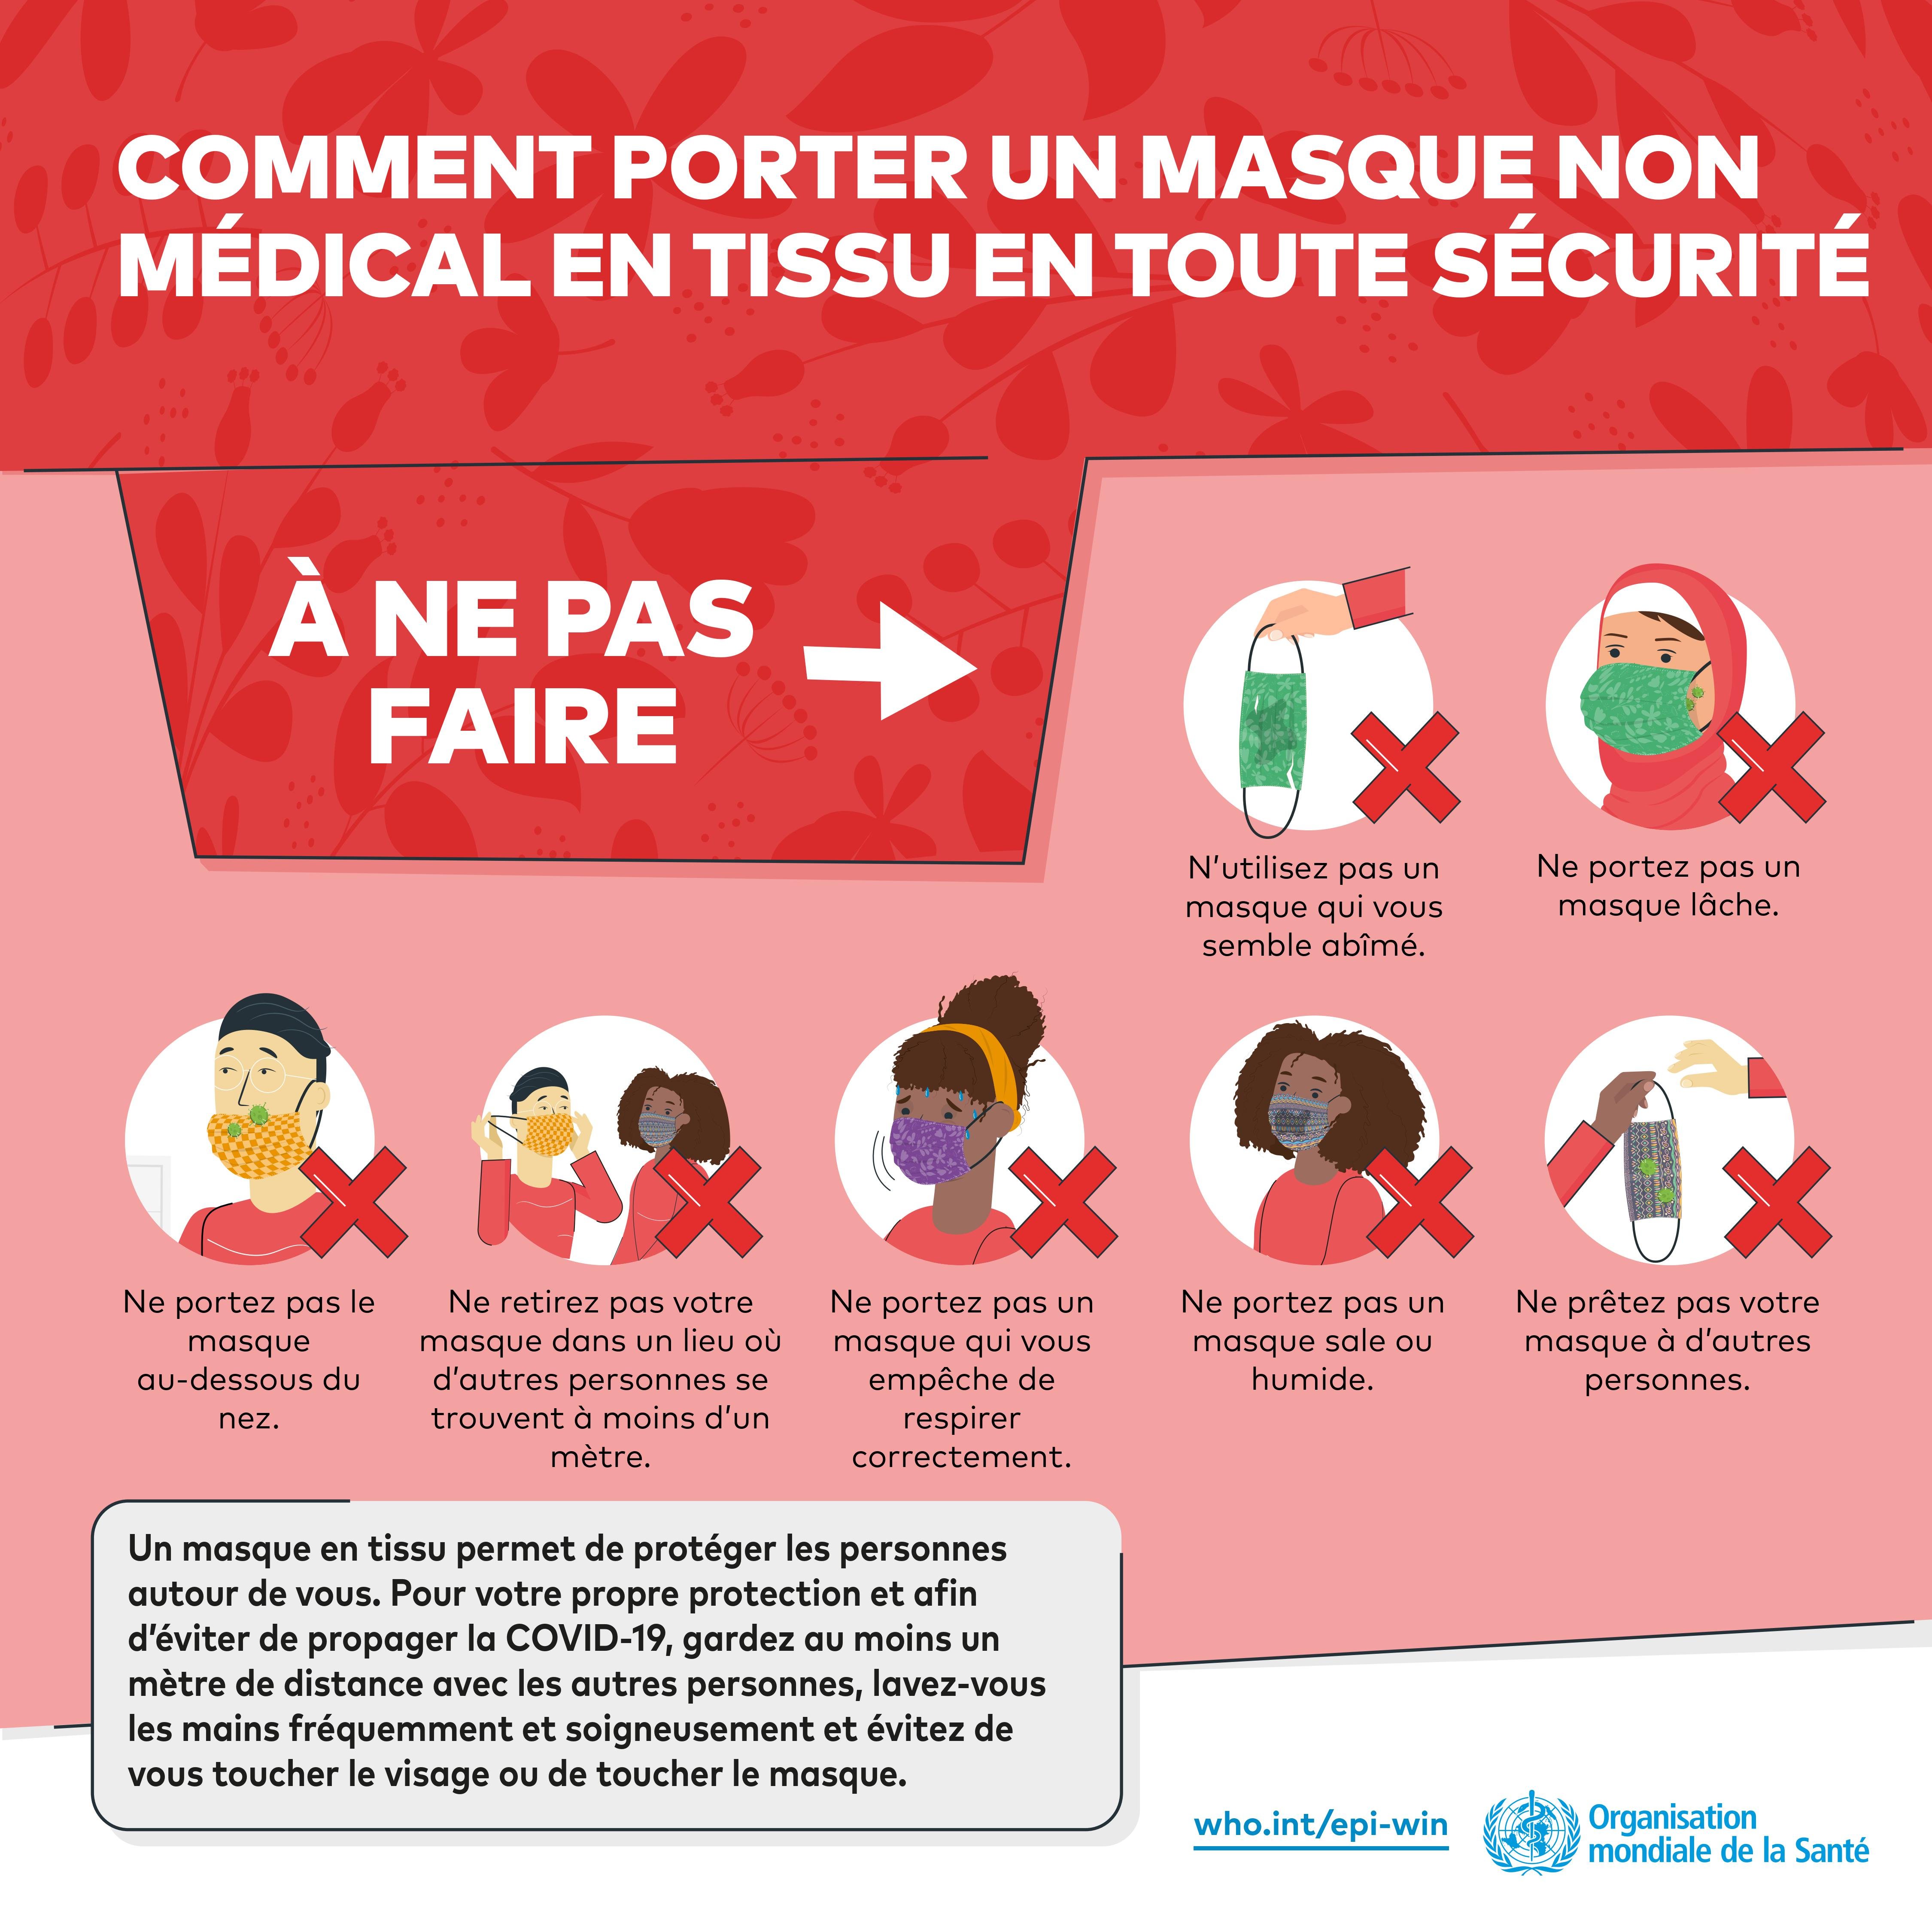 COMMENT PORTER UN MASQUE NON
MÉDICAL EN TISSU EN TOUTE SÉCURITÉ
À NE PAS
FAIRE
N'utilisez pas un
masque qui vous
semble abîmé.
Ne portez pas un
masque lâche.
Ne portez pas le
masque
au-dessous du
nez.
Ne retirez pas votre
masque dans un lieu où
d'autres personnes se
trouvent à moins d'un
mètre.
Ne portez pas un
masque qui vous
empêche de
respirer
correctement.
Ne portez pas un
masque sale ou
humide.
Ne prêtez pas votre
masque à d'autres
personnes.
Un masque en tissu permet de protéger les personnes
autour de vous. Pour votre propre protection et afin
d'éviter de propager la COVID-19, gardez au moins un
mètre de distance avec les autres personnes, lavez-vous
les mains fréquemment et soigneusement et évitez de
vous toucher le visage ou de toucher le masque.
who.int/epi-win
Organisation
mondiale de la Santé